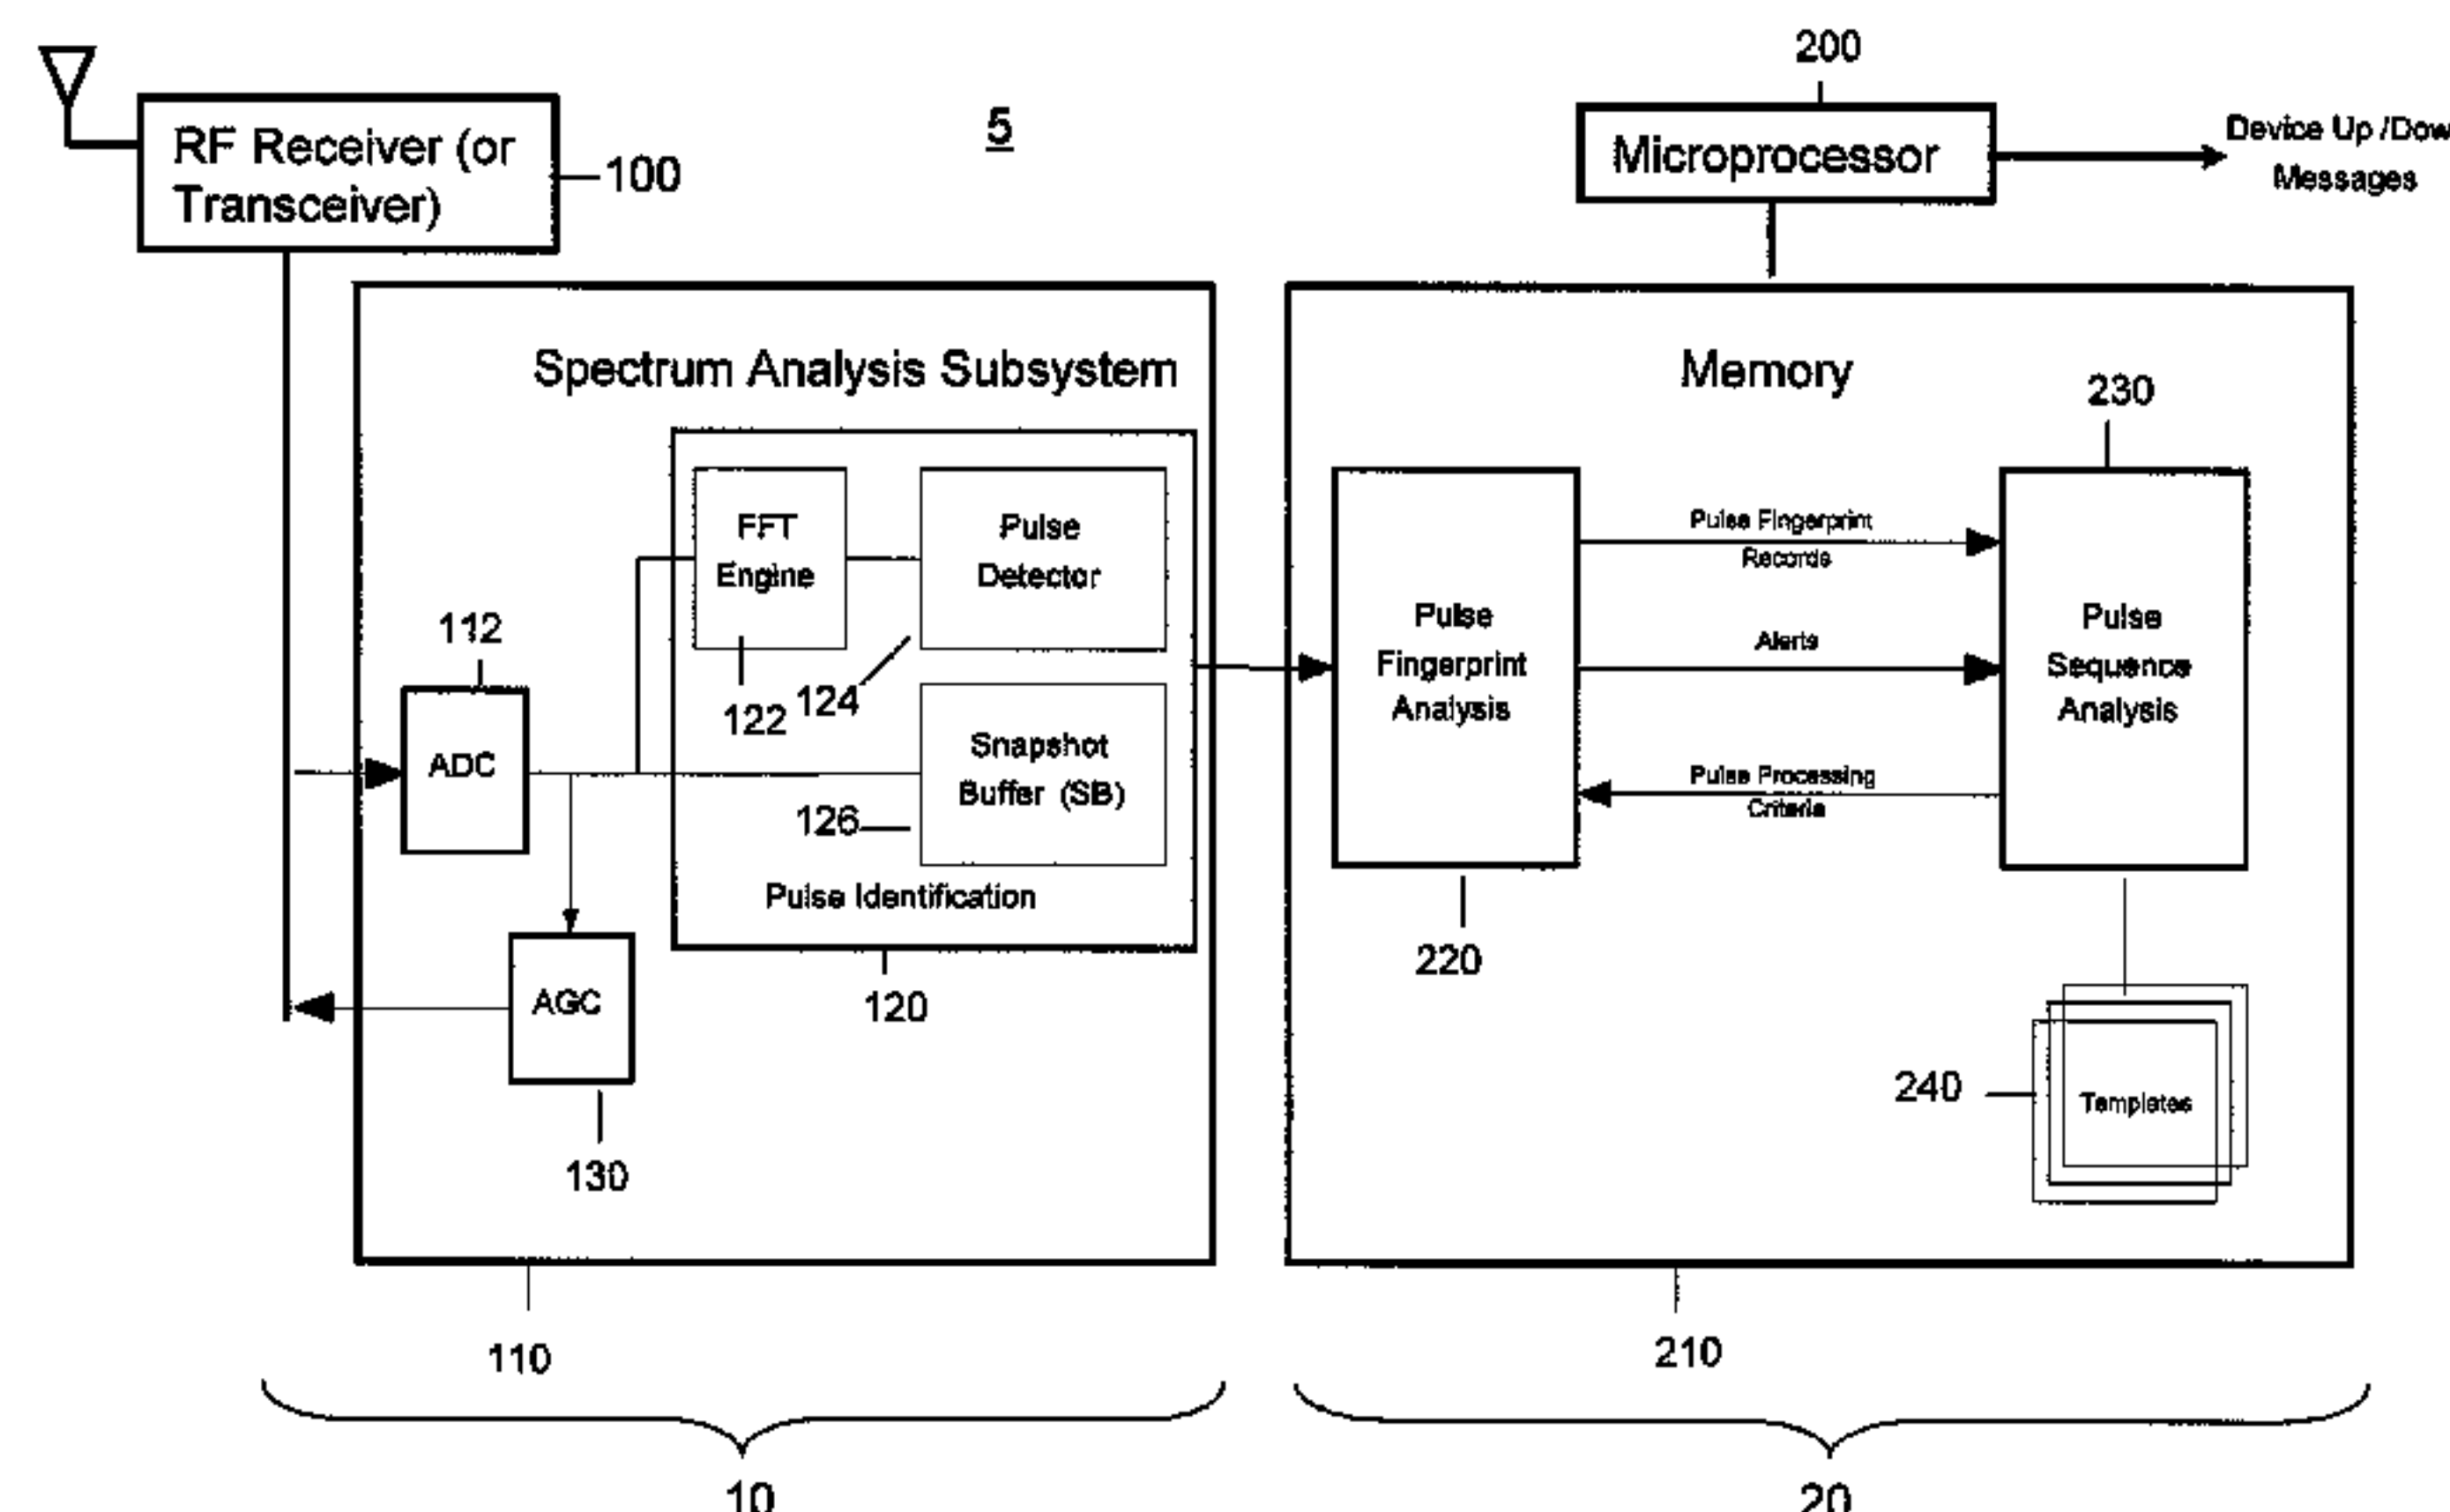 200
5
RF Receiver (or
Transceiver)
100
Microprocessor
Device Up /Dow
Messages
Spectrum Analysis Subsystem
Memory
230
FFT
Engine
Pulse
Detector
122
124
112
ADC
Snapshot
Buffer (SB)
126
Pulse Identification
120
AGC
130
Pulse
Fingerprint
Analysis
220
Pulse Fingerprint
Records
Alerts
Pulse Processing
Criteria
Pulse
Sequence
Analysis
240
Templates
110
210
10
20